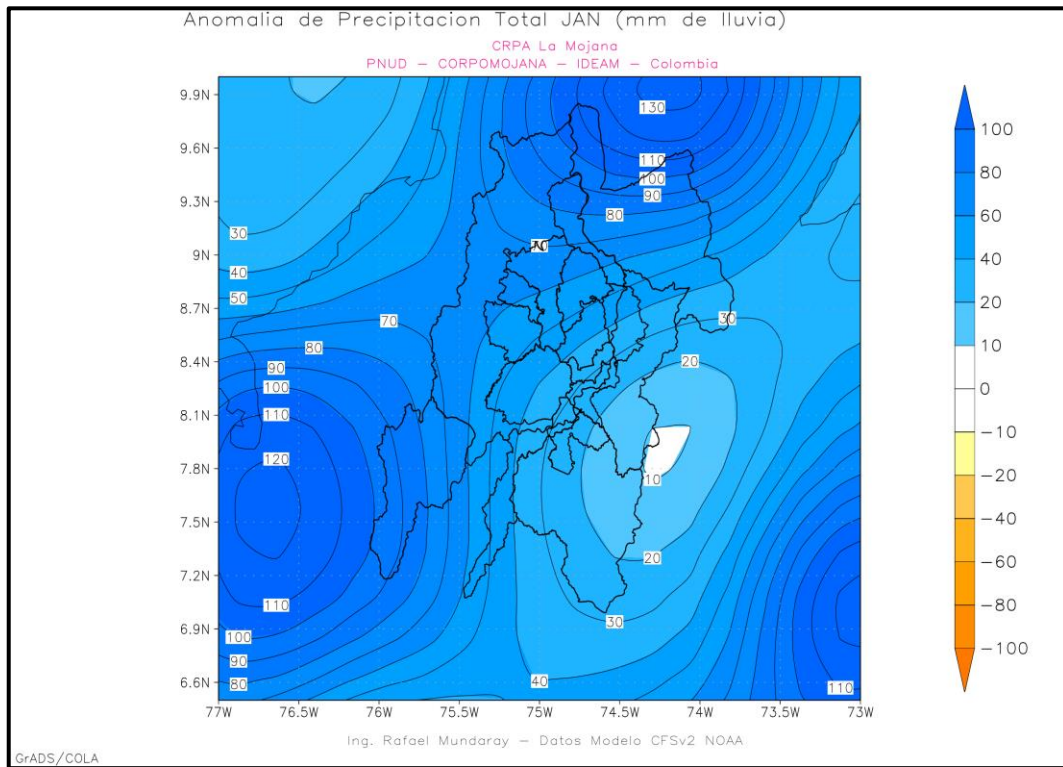 Anomalia de Precipitacion Total JAN (mm de lluvia)
CRPA La Mojana
PNUD – CORPOMOJANA – IDEAM – Colombia
9.9N
9.6N
9.3N
9N
8.7N
8.4N
8.1N
7.8N
7.5N
7.2N
6.9N
6.6N
77W 76.5W 76W 75.5W 75W 74.5W 74W 73.5W 73W
130
110
100
90
80
70
30
40
50
70
80
90
100
110
120
110
100
90
80
30
20
10
20
30
40
110
100
80
60
40
20
10
0
-10
-20
-40
-60
-80
-100
Ing. Rafael Mundaray – Datos Modelo CFSv2 NOAA
GrADS/COLA